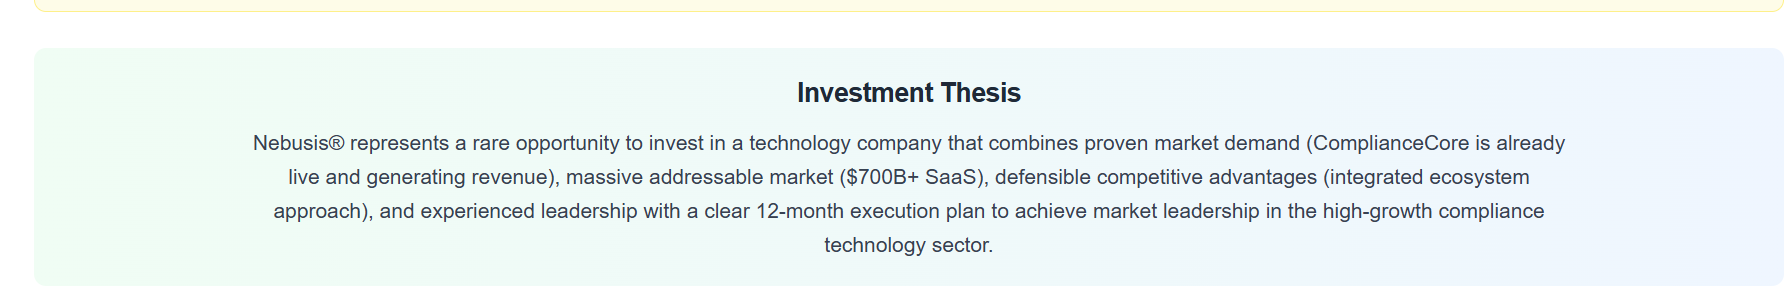 Investment Thesis
Nebusis® represents a rare opportunity to invest in a technology company that combines proven market demand (ComplianceCore is already
live and generating revenue), massive addressable market ($700B+ SaaS), defensible competitive advantages (integrated ecosystem
approach), and experienced leadership with a clear 12-month execution plan to achieve market leadership in the high-growth compliance
technology sector.